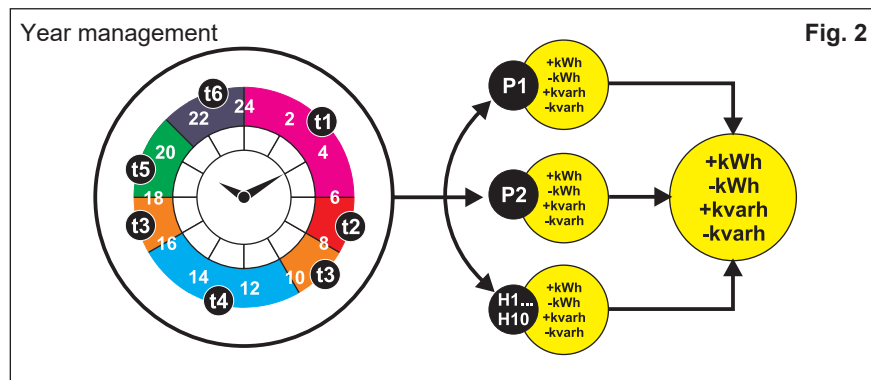 Year management
Fig. 2
24
2
4
6
8
10
12
14
16
18
20
22
t1
t2
t3
t4
t3
t5
t6
P1
+kWh
-kWh
+kvarh
-kvarh
P2
+kWh
-kWh
+kvarh
-kvarh
H1...
H10
+kWh
-kWh
+kvarh
-kvarh
+kWh
-kWh
+kvarh
-kvarh